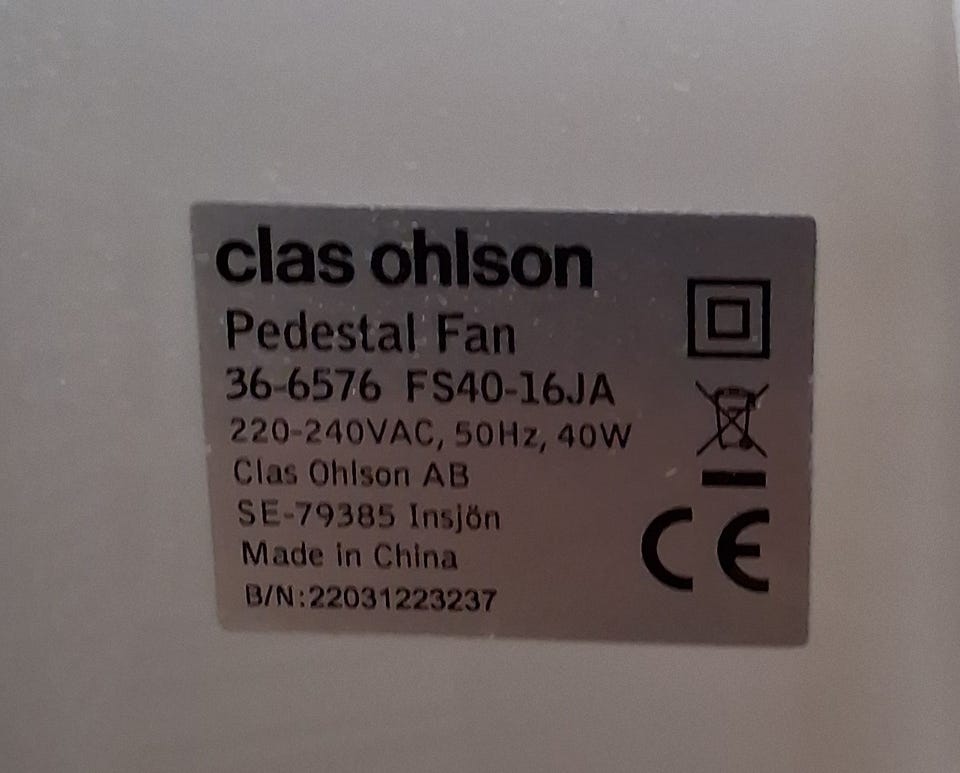 clas ohlson
Pedestal Fan
36-6576 FS40-16JA
220-240VAC, 50Hz, 40W
Clas Ohlson AB
SE-79385 Insjön
Made in China
B/N:22031223237
CE